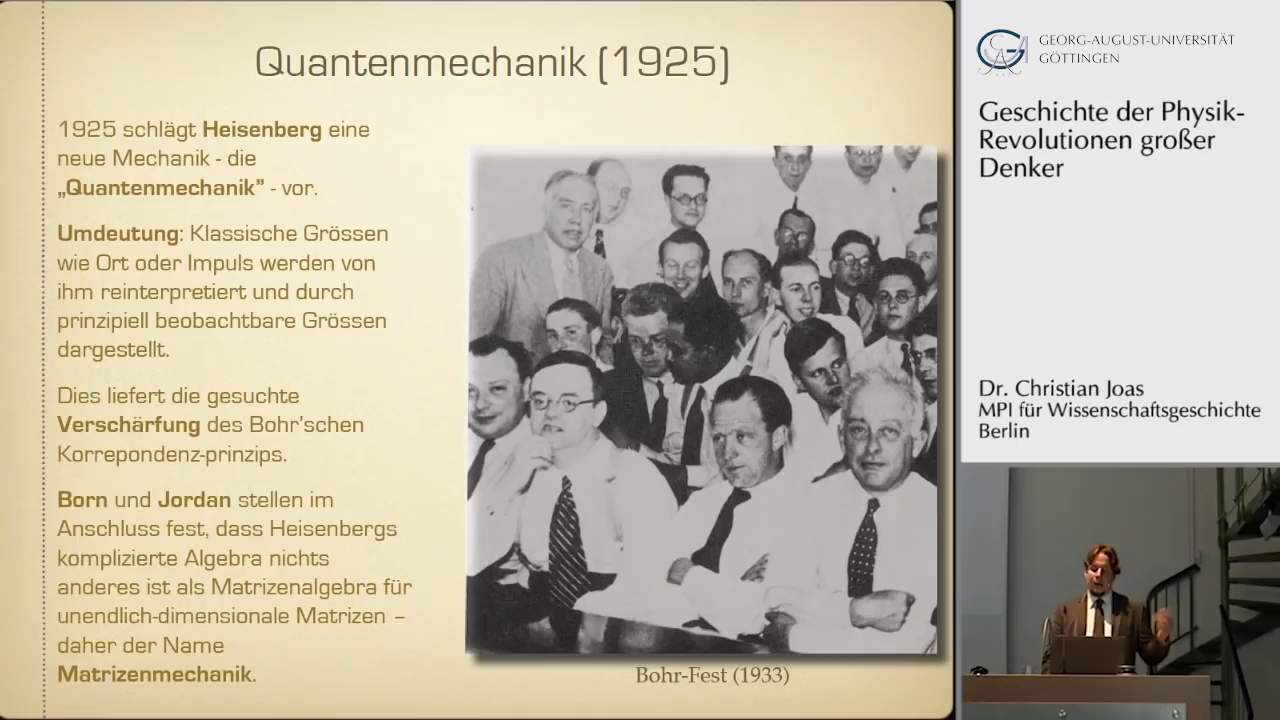 Quantenmechanik (1925)
1925 schlägt Heisenberg eine
neue Mechanik - die
„Quantenmechanik” - vor.
Umdeutung: Klassische Grössen
wie Ort oder Impuls werden von
ihm reinterpretiert und durch
prinzipiell beobachtbare Grössen
dargestellt.
Dies liefert die gesuchte
Verschärfung des Bohr’schen
Korrepondenz-prinzips.
Born und Jordan stellen im
Anschluss fest, dass Heisenbergs
komplizierte Algebra nichts
anderes ist als Matrizenalgebra für
unendlich-dimensionale Matrizen –
daher der Name
Matrizenmechanik.
Bohr-Fest (1933)
GEORG-AUGUST-UNIVERSITÄT
GÖTTINGEN
Geschichte der Physik-
Revolutionen großer
Denker
Dr. Christian Joas
MPI für Wissenschaftsgeschichte
Berlin